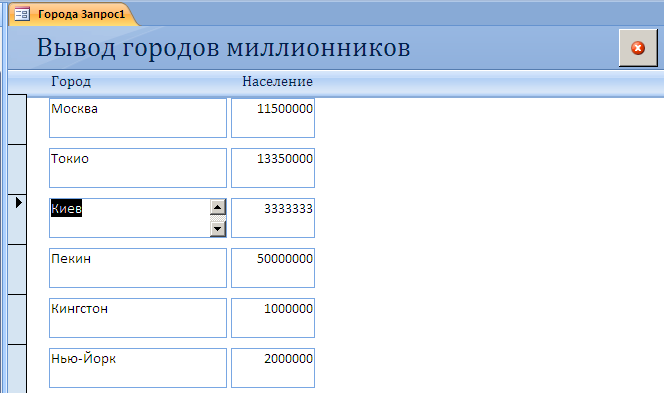 Города Запрос1
Вывод городов миллионников
Город Население
Москва 11500000
Токио 13350000
Киев 3333333
Пекин 50000000
Кингстон 1000000
Нью-Йорк 2000000